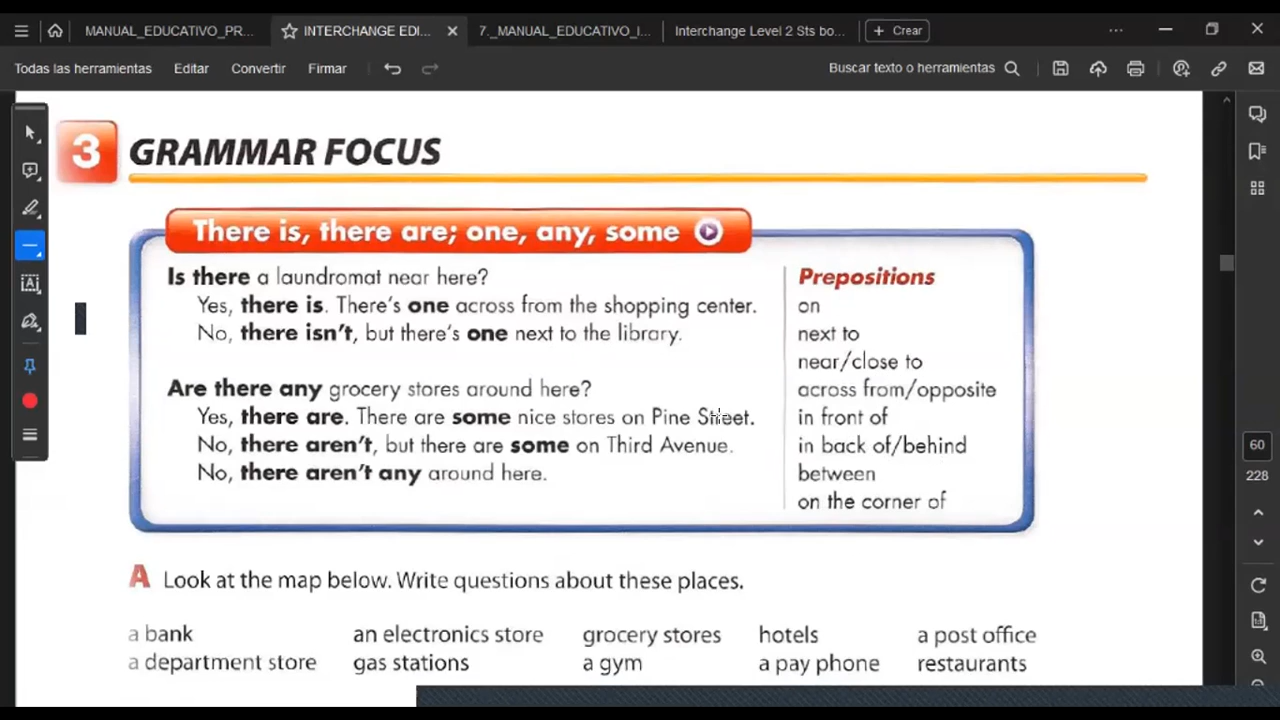 MANUAL_EDUCATIVO_PR...
INTERCHANGE EDI...
7._MANUAL_EDUCATIVO_I...
Interchange Level 2 Sts bo...
+ Crear
Todas las herramientas
Editar
Convertir
Firmar
Buscar texto o herramientas
3 GRAMMAR FOCUS
There is, there are; one, any, some
Is there a laundromat near here?
Yes, there is. There's one across from the shopping center.
No, there isn't, but there's one next to the library.
Are there any grocery stores around here?
Yes, there are. There are some nice stores on Pine Street.
No, there aren't, but there are some on Third Avenue.
No, there aren't any around here.
Prepositions
on
next to
near/close to
across from/opposite
in front of
in back of/behind
between
on the corner of
60
228
A Look at the map below. Write questions about these places.
a bank an electronics store grocery stores hotels a post office
a department store gas stations a gym a pay phone restaurants